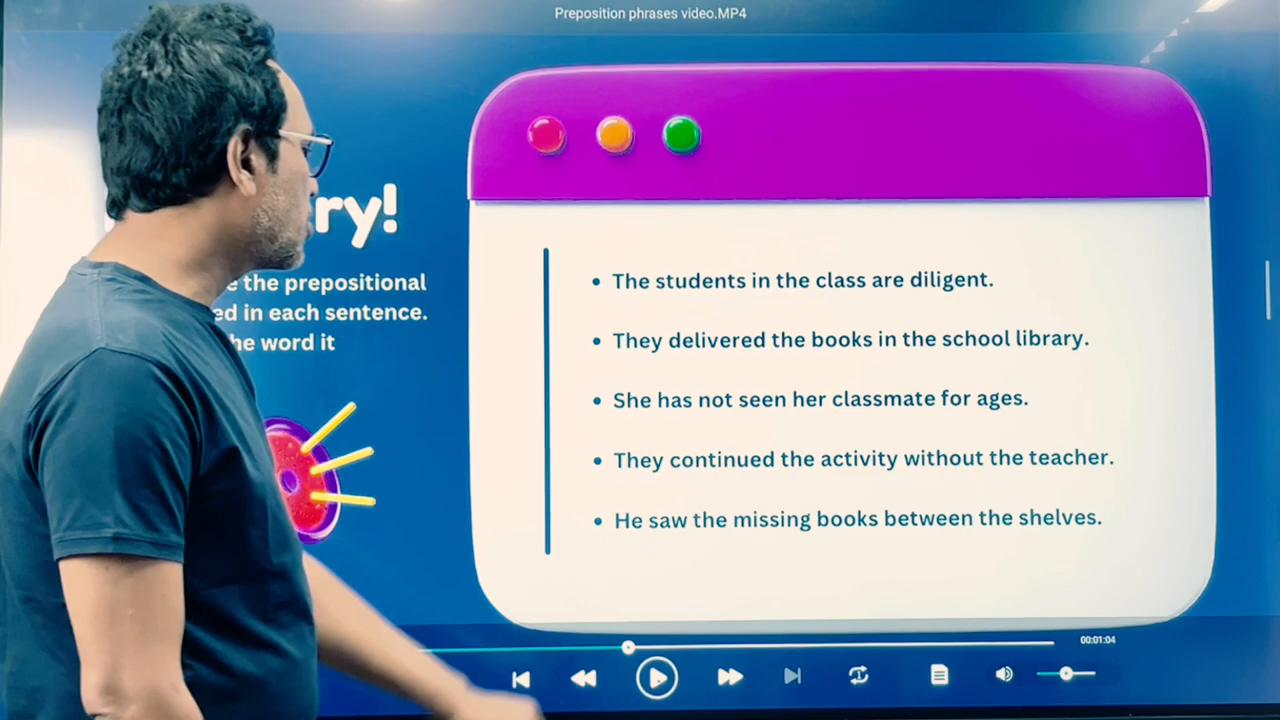 Preposition phrases video.MP4
ry!
the prepositional
in each sentence.
word it
• The students in the class are diligent.
• They delivered the books in the school library.
• She has not seen her classmate for ages.
• They continued the activity without the teacher.
• He saw the missing books between the shelves.
00:01:04